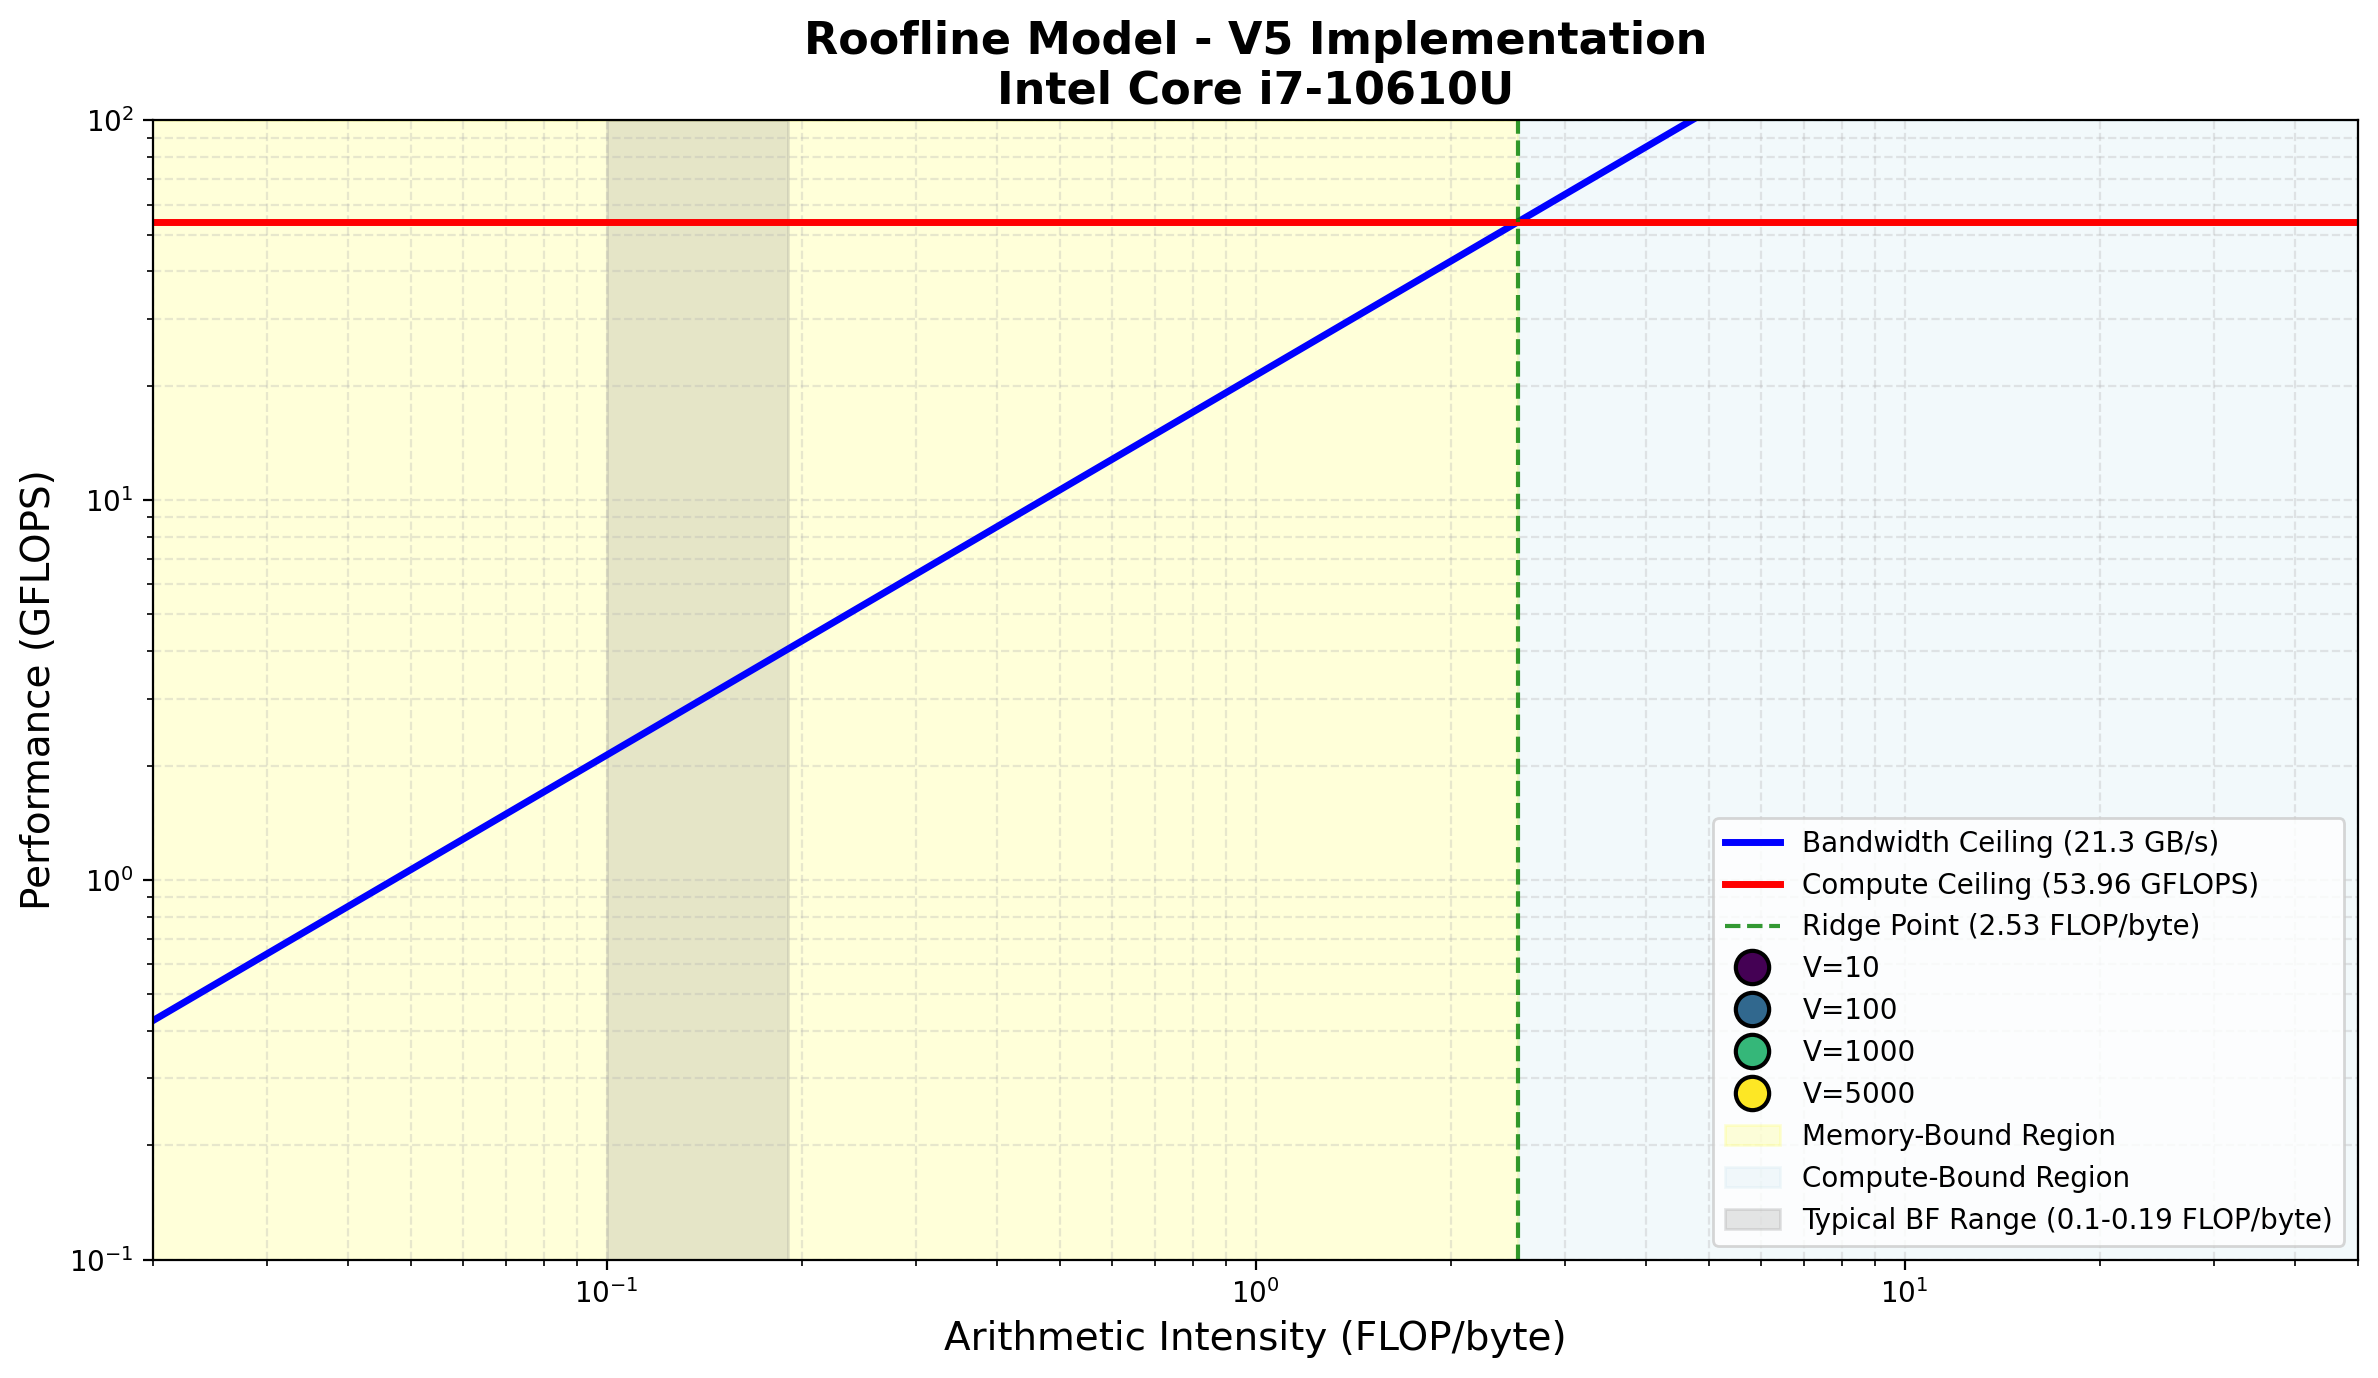 Roofline Model - V5 Implementation
Intel Core i7-10610U
10²
10¹
10⁰
10⁻¹
Performance (GFLOPS)
Bandwidth Ceiling (21.3 GB/s)
Compute Ceiling (53.96 GFLOPS)
Ridge Point (2.53 FLOP/byte)
V=10
V=100
V=1000
V=5000
Memory-Bound Region
Compute-Bound Region
Typical BF Range (0.1-0.19 FLOP/byte)
10⁻¹ 10⁰ 10¹
Arithmetic Intensity (FLOP/byte)